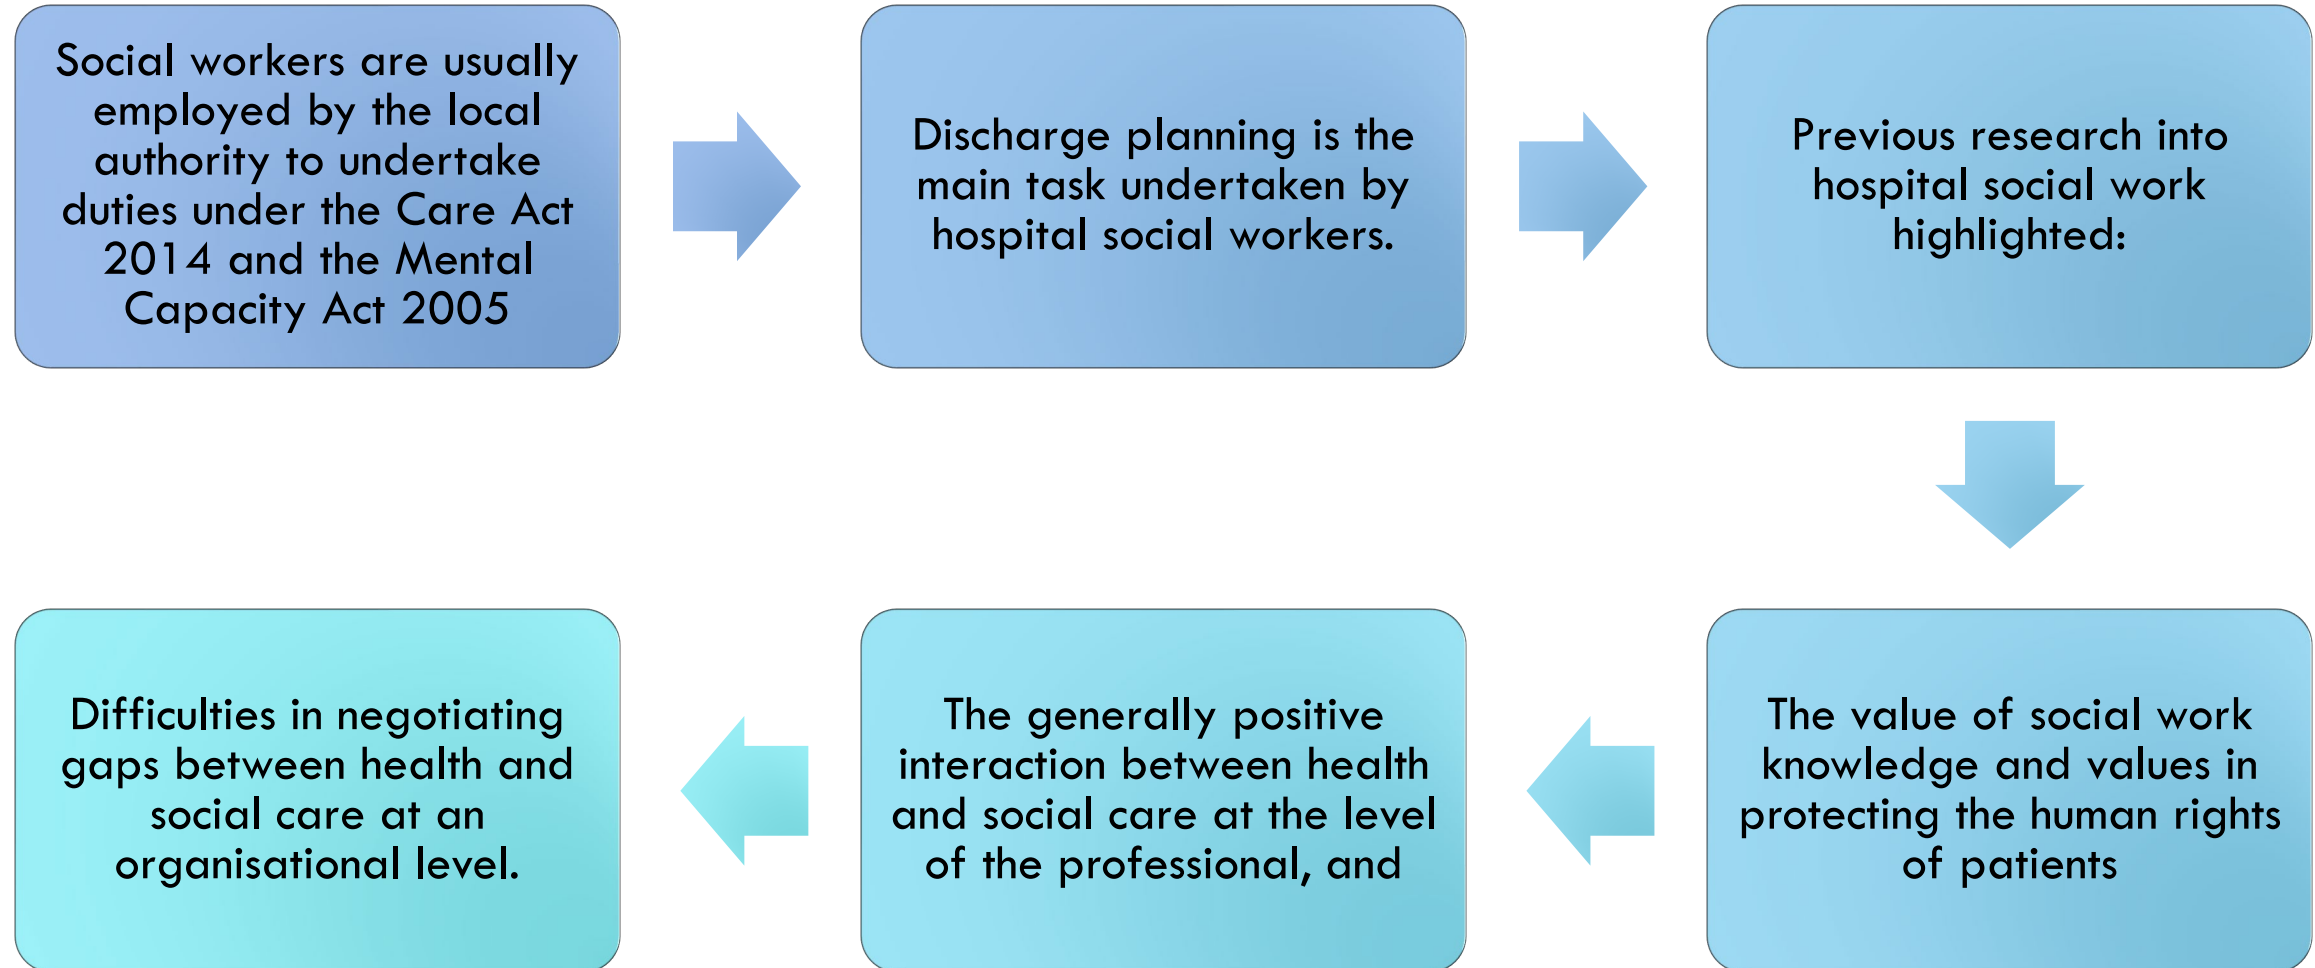 Social workers are usually
employed by the local
authority to undertake
duties under the Care Act
2014 and the Mental
Capacity Act 2005
Discharge planning is the
main task undertaken by
hospital social workers.
Previous research into
hospital social work
highlighted:
The value of social work
knowledge and values in
protecting the human rights
of patients
The generally positive
interaction between health
and social care at the level
of the professional, and
Difficulties in negotiating
gaps between health and
social care at an
organisational level.